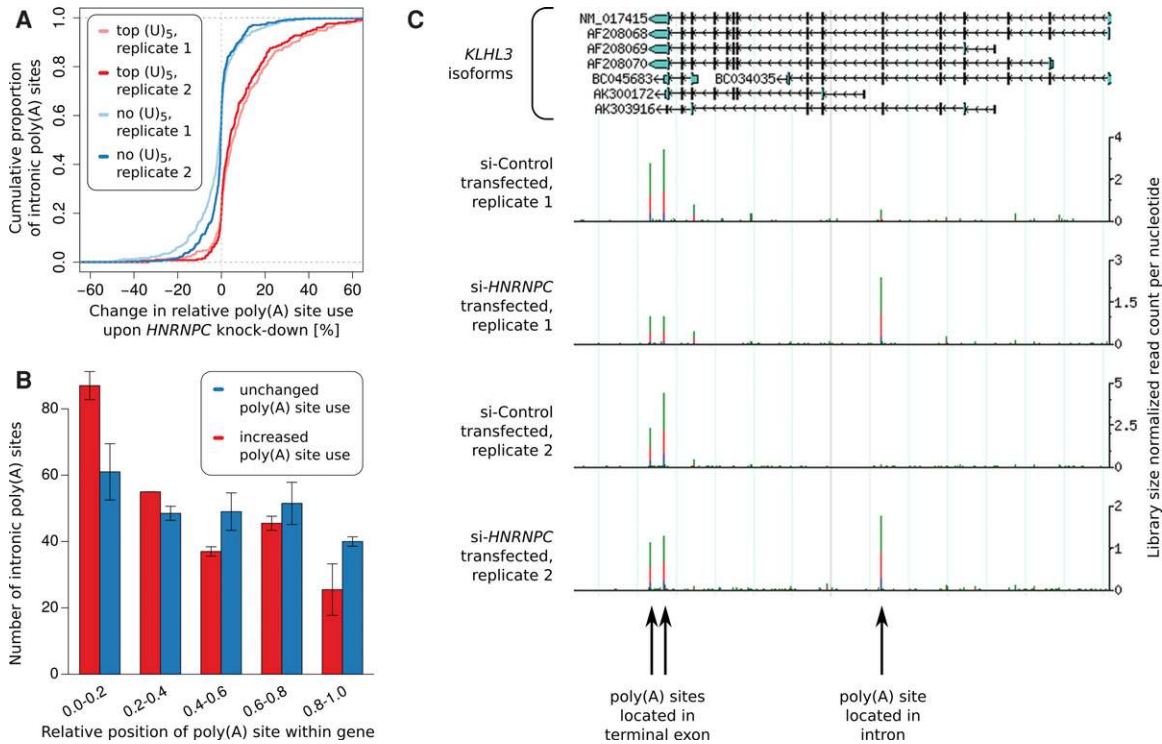 A
top (U)5,
replicate 1
top (U)5,
replicate 2
no (U)5,
replicate 1
no (U)5,
replicate 2
Cumulative proportion
of intronic poly(A) sites
0.0
0.2
0.4
0.6
0.8
1.0
−60
−40
−20
0
20
40
60
Change in relative poly(A) site use
upon HNRNPC knock-down [%]
B
unchanged
poly(A) site use
increased
poly(A) site use
Number of intronic poly(A) sites
80
60
40
20
0
0.0-0.2
0.2-0.4
0.4-0.6
0.6-0.8
0.8-1.0
Relative position of poly(A) site within gene
C
KLHL3
isoforms
NM_017415
AF208068
AF208069
AF208070
BC045683
BC034035
AK300172
AK303916
si-Control
transfected,
replicate 1
4
2
0
si-HNRNPC
transfected,
replicate 1
3
1.5
0
si-Control
transfected,
replicate 2
5
2.5
0
si-HNRNPC
transfected,
replicate 2
2
1
0
Library size normalized read count per nucleotide
poly(A) sites
located in
terminal exon
poly(A) site
located in
intron